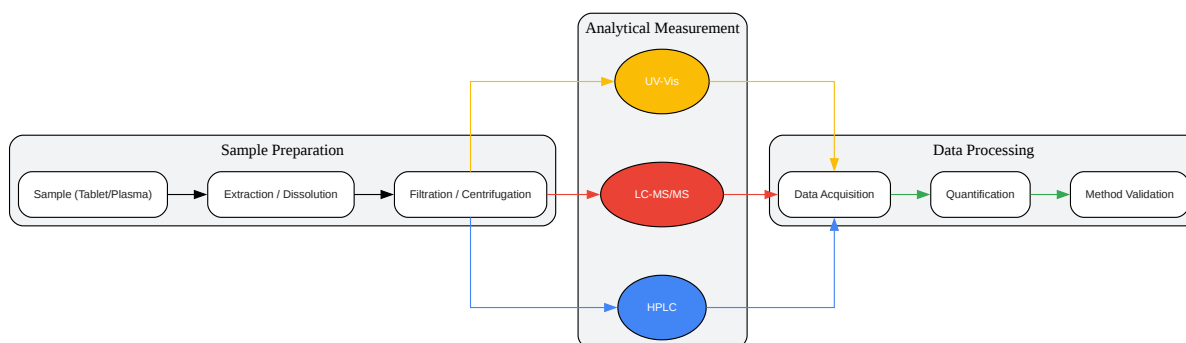 Analytical Measurement
UV-Vis
Sample Preparation
Data Processing
Sample (Tablet/Plasma)
Extraction / Dissolution
Filtration / Centrifugation
LC-MS/MS
Data Acquisition
Quantification
Method Validation
HPLC